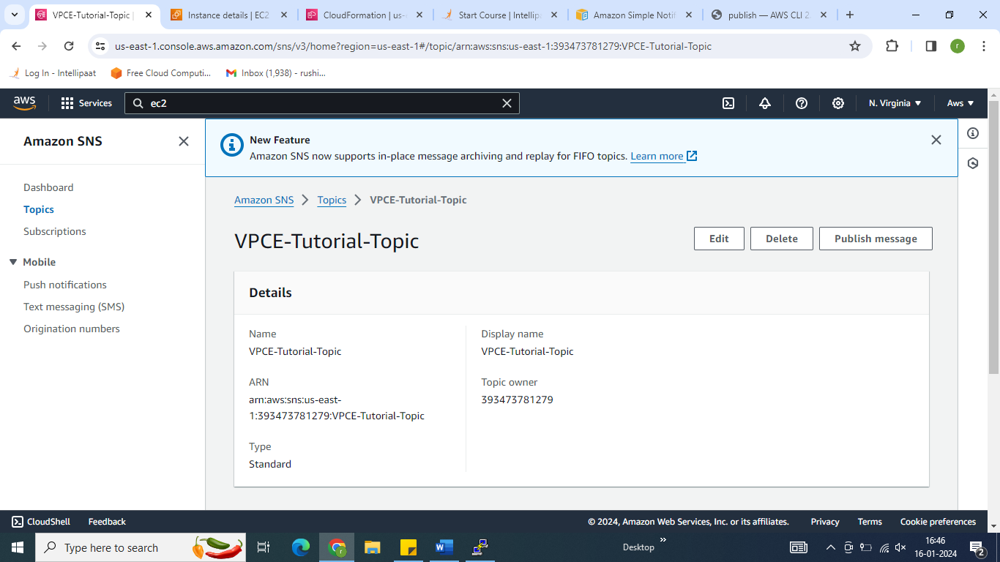 VPCE-Tutorial-Topic |
Instance details | EC2
CloudFormation | us-
Start Course | Intellipa
Amazon Simple Notif
publish — AWS CLI 2.
us-east-1.console.aws.amazon.com/sns/v3/home?region=us-east-1#/topic/arn:aws:sns:us-east-1:393473781279:VPCE-Tutorial-Topic
r
Log In - Intellipaat
Free Cloud Computi...
Inbox (1,938) - rushi...
aws
Services
ec2
N. Virginia
Aws
Amazon SNS
Dashboard
Topics
Subscriptions
Mobile
Push notifications
Text messaging (SMS)
Origination numbers
New Feature
Amazon SNS now supports in-place message archiving and replay for FIFO topics. Learn more
Amazon SNS
Topics
VPCE-Tutorial-Topic
VPCE-Tutorial-Topic
Edit
Delete
Publish message
Details
Name
VPCE-Tutorial-Topic
ARN
arn:aws:sns:us-east-
1:393473781279:VPCE-Tutorial-Topic
Type
Standard
Display name
VPCE-Tutorial-Topic
Topic owner
393473781279
CloudShell
Feedback
© 2024, Amazon Web Services, Inc. or its affiliates.
Privacy
Terms
Cookie preferences
Type here to search
Desktop
16:46
16-01-2024
2